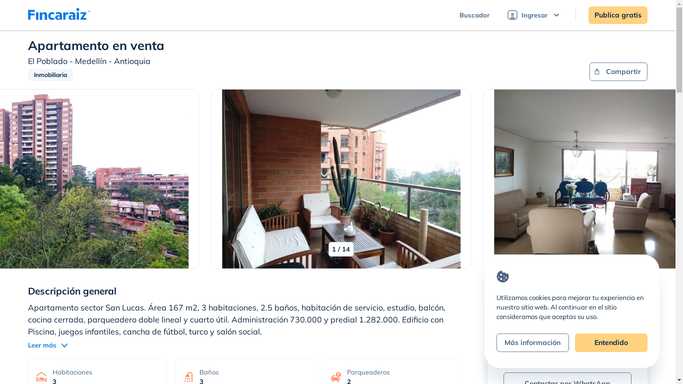 Fincaraiz
Buscador
Ingresar
Publica gratis
Apartamento en venta
El Poblado - Medellín - Antioquia
Inmobiliaria
Compartir
1 / 14
Descripción general
Apartamento sector San Lucas. Área 167 m2, 3 habitaciones, 2.5 baños, habitación de servicio, estudio, balcón,
cocina cerrada, parqueadero doble lineal y cuarto útil. Administración 730.000 y predial 1.282.000. Edificio con
Piscina, juegos infantiles, cancha de fútbol, turco y salón social.
Leer más
Habitaciones
3
Baños
3
Parqueaderos
2
Utilizamos cookies para mejorar tu experiencia en
nuestro sitio web. Al continuar en el sitio
consideramos que aceptas su uso.
Más información
Entendido
Contactar por WhatsApp